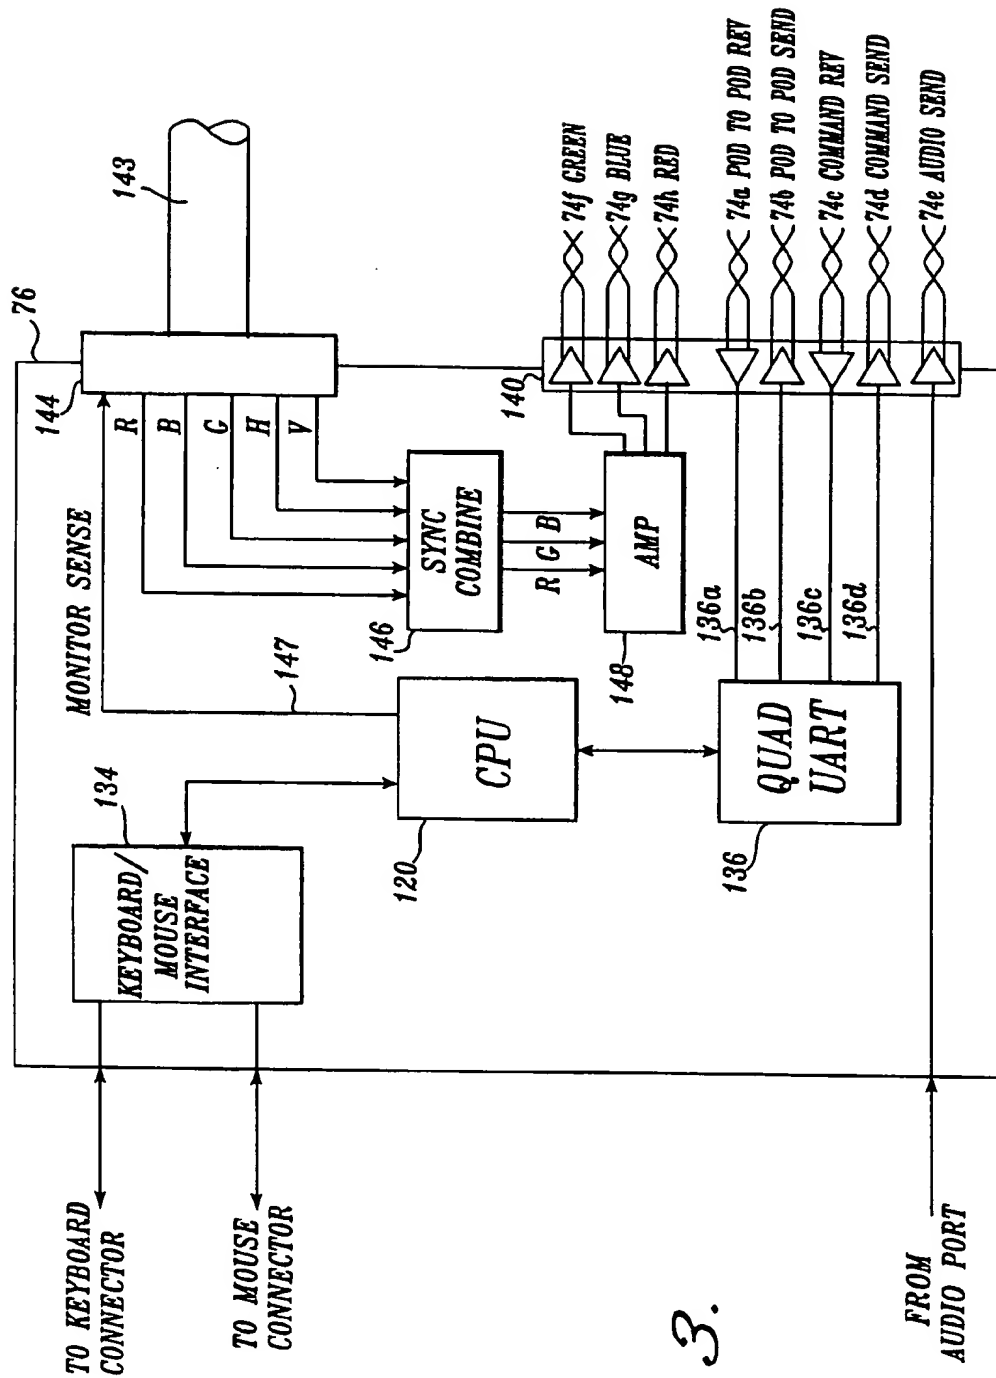 76
144
143
MONITOR SENSE
R
B
G
H
V
147
134
KEYBOARD/
MOUSE
INTERFACE
TO KEYBOARD
CONNECTOR
TO MOUSE
CONNECTOR
CPU
120
SYNC
COMBINE
146
R
G
B
AMP
148
140
74f GREEN
74g BLUE
74h RED
74a POD TO POD REV
74b POD TO POD SEND
74c COMMAND REV
74d COMMAND SEND
74e AUDIO SEND
136a
136b
136c
136d
QUAD
UART
136
FROM
AUDIO PORT
3.